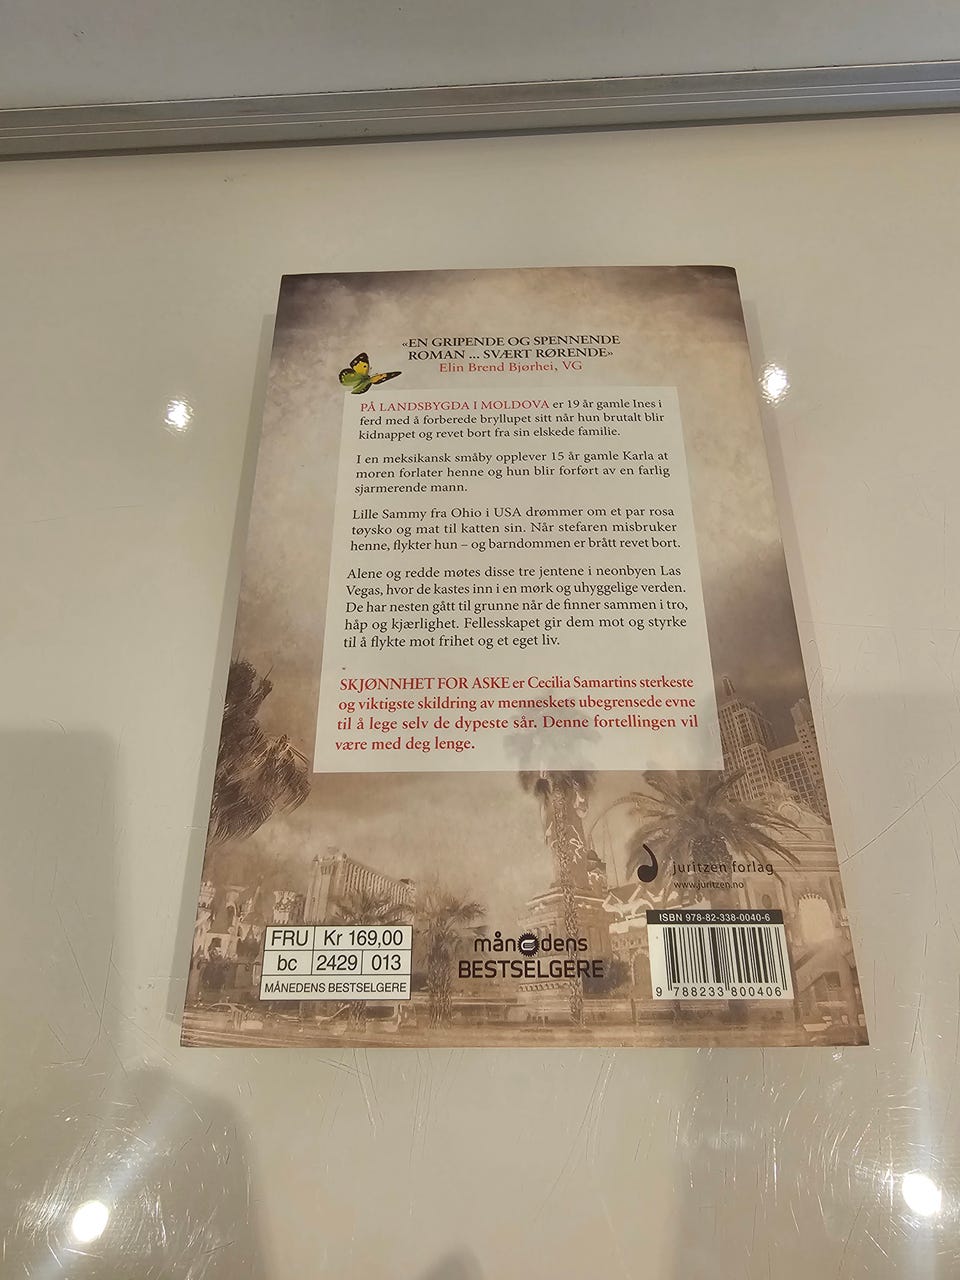 «EN GRIPENDE OG SPENNENDE
ROMAN ... SVÆRT RØRENDE»
Elin Brend Bjørhei, VG
PÅ LANDSBYGDA I MOLDOVA er 19 år gamle Ines i
ferd med å forberede bryllupet sitt når hun brutalt blir
kidnappet og revet bort fra sin elskede familie.
I en meksikansk småby opplever 15 år gamle Karla at
moren forlater henne og hun blir forført av en farlig
sjarmerende mann.
Lille Sammy fra Ohio i USA drømmer om et par rosa
tøysko og mat til katten sin. Når stefaren misbruker
henne, flykter hun – og barndommen er brått revet bort.
Alene og redde møtes disse tre jentene i neonbyen Las
Vegas, hvor de kastes inn i en mørk og uhyggelige verden.
De har nesten gått til grunne når de finner sammen i tro,
håp og kjærlighet. Fellesskapet gir dem mot og styrke
til å flykte mot frihet og et eget liv.
SKJØNNHET FOR ASKE er Cecilia Samartins sterkeste
og viktigste skildring av menneskets ubegrensede evne
til å lege selv de dypeste sår. Denne fortellingen vil
være med deg lenge.
juritzen forlag
www.juritzen.no
ISBN 978-82-338-0040-6
9 788233 800406
månedens
BESTSELGERE
FRU Kr 169,00
bc 2429 013
MÅNEDENS BESTSELGERE